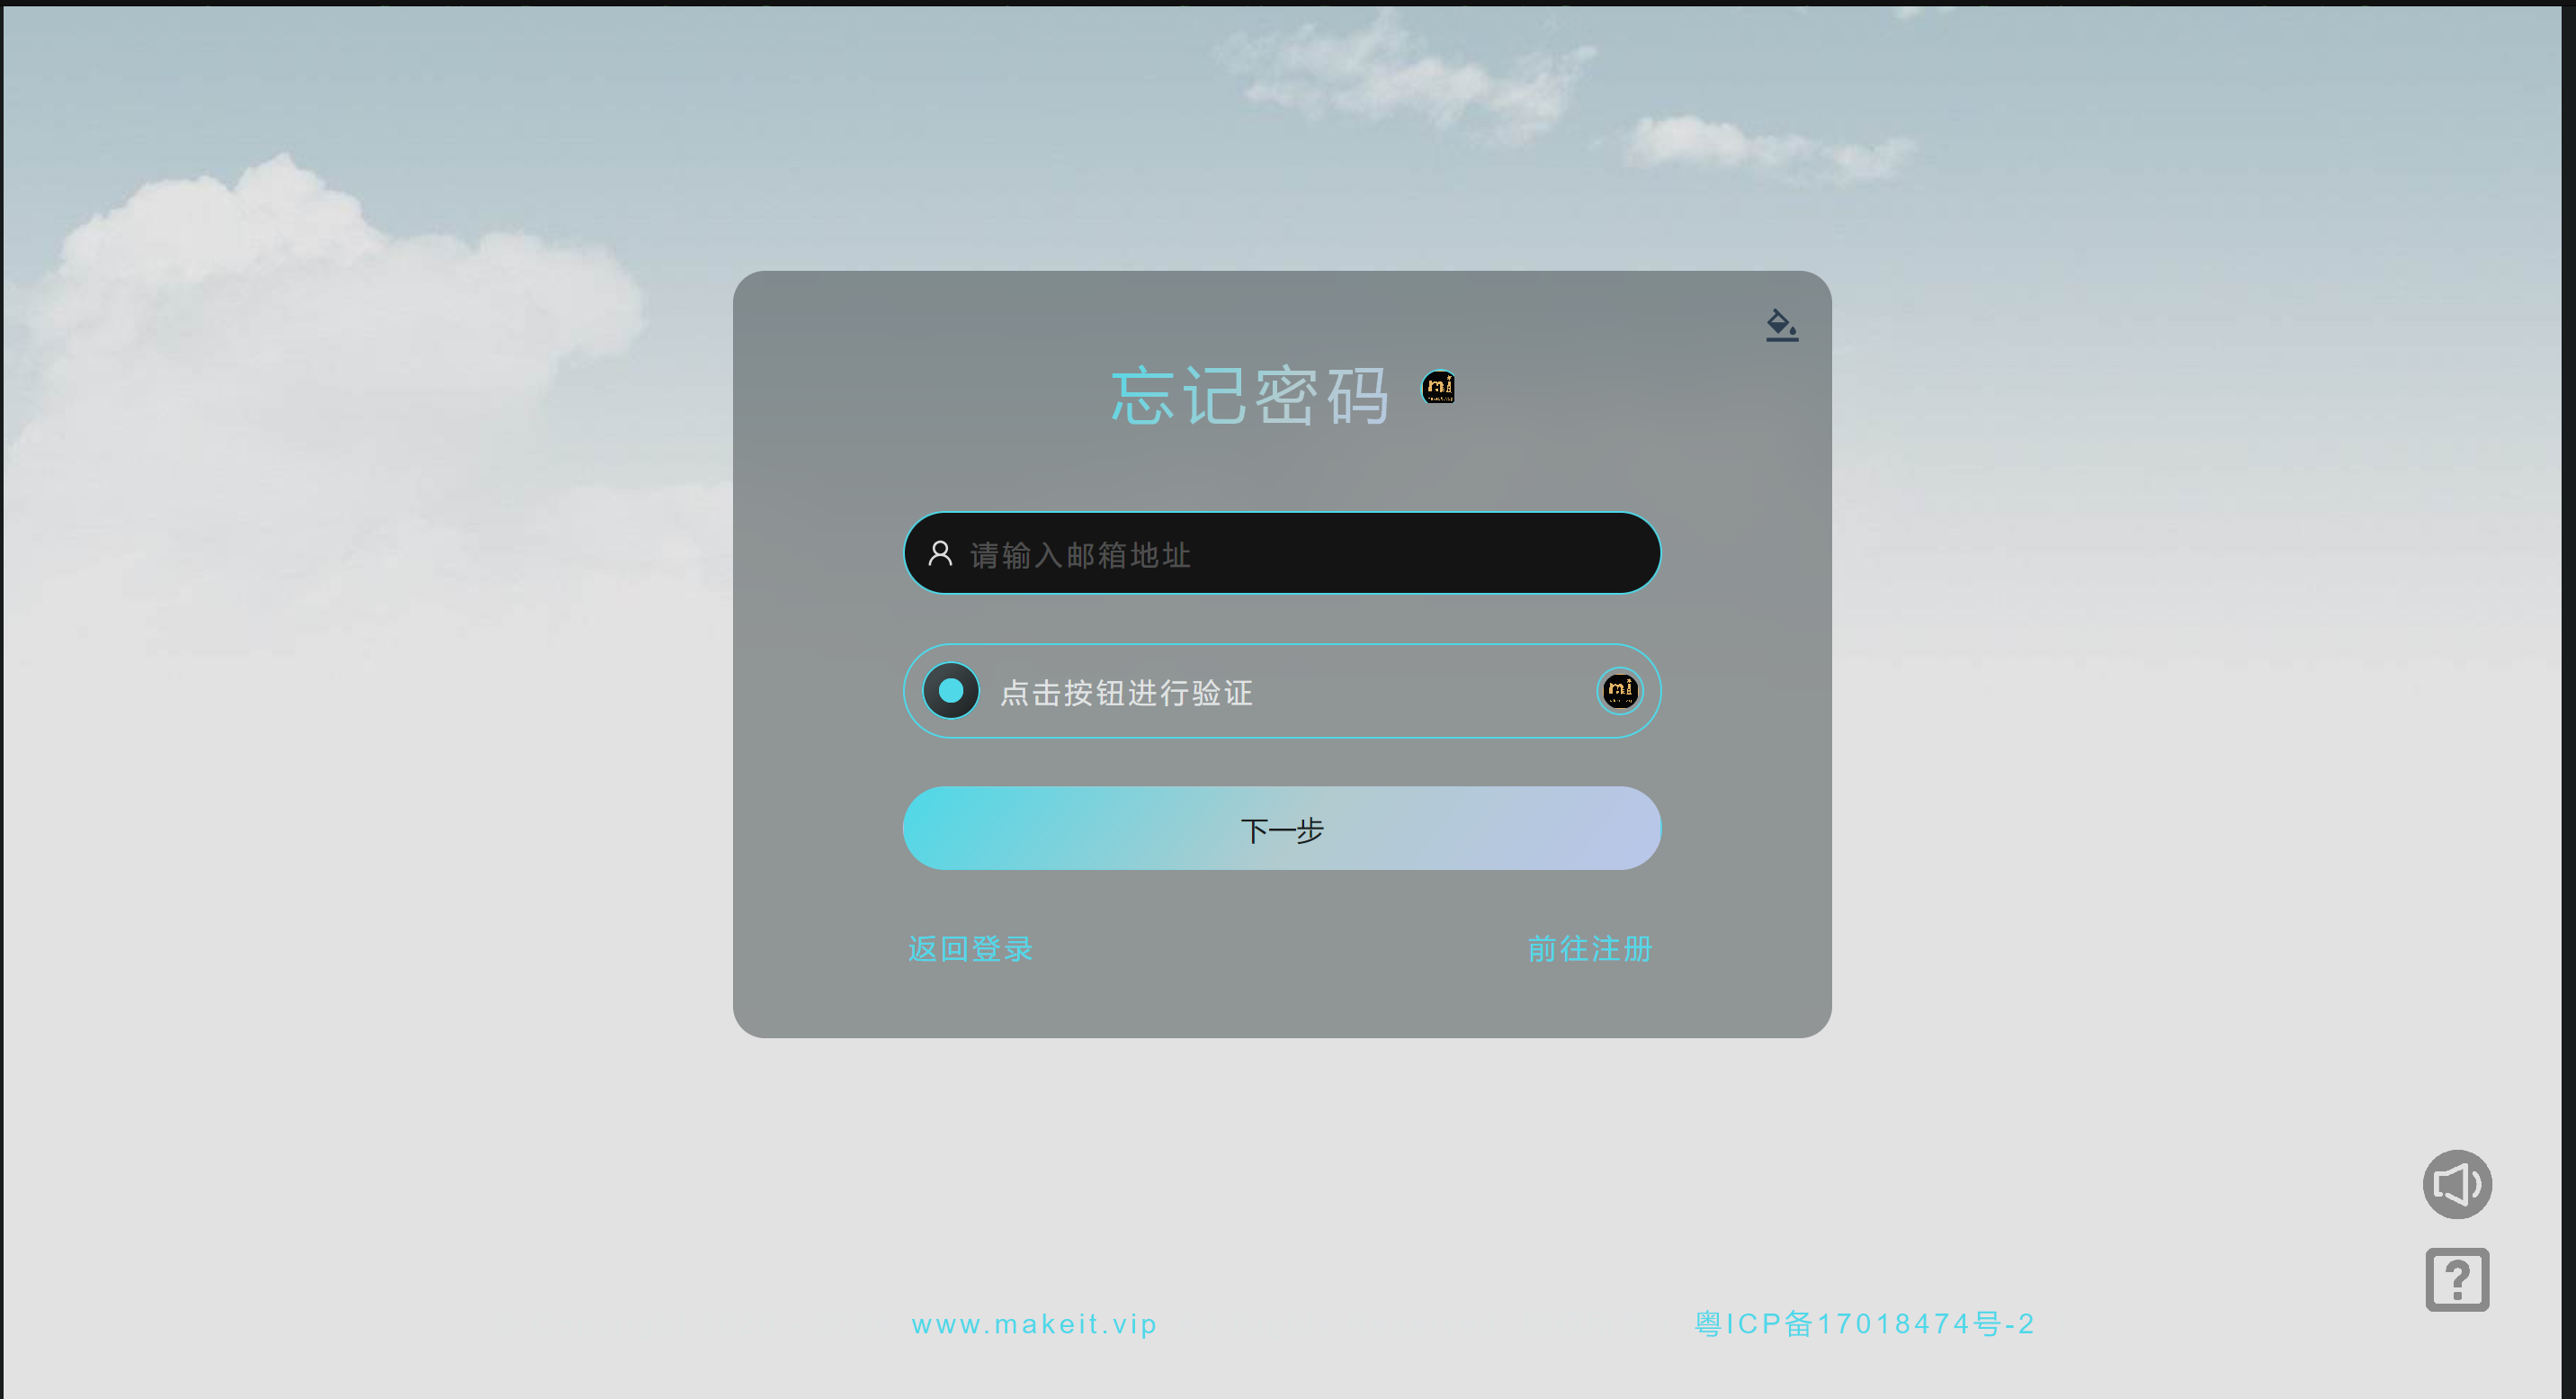 忘记密码 mi
请输入邮箱地址
点击按钮进行验证 mi
下一步
返回登录 前往注册
www.makeit.vip 粤ICP备17018474号-2